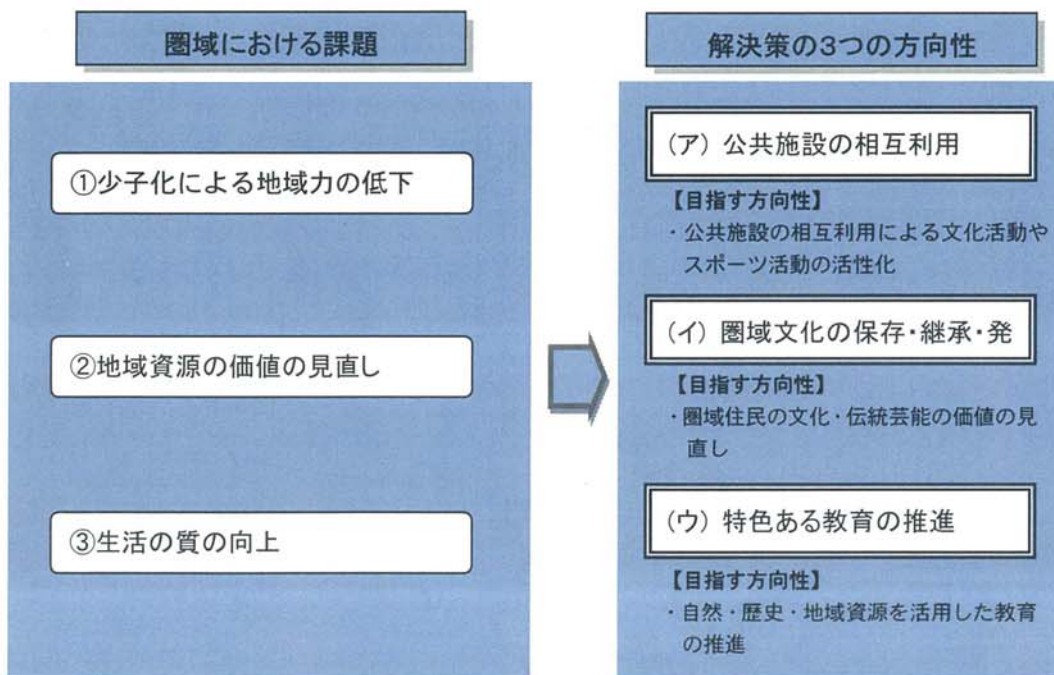 圏域における課題
①少子化による地域力の低下
②地域資源の価値の見直し
③生活の質の向上
解決策の3つの方向性
(ア) 公共施設の相互利用
【目指す方向性】
・公共施設の相互利用による文化活動や
スポーツ活動の活性化
(イ) 圏域文化の保存・継承・発
【目指す方向性】
・圏域住民の文化・伝統芸能の価値の見
直し
(ウ) 特色ある教育の推進
【目指す方向性】
・自然・歴史・地域資源を活用した教育
の推進